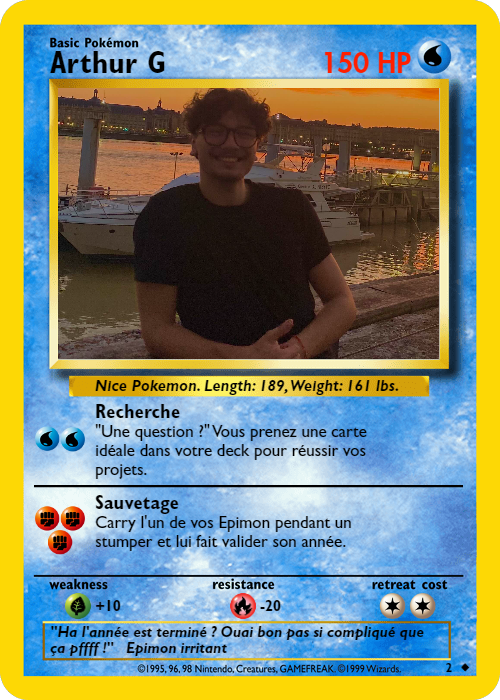 Basic Pokémon
Arthur G
150 HP
Nice Pokemon. Length: 189, Weight: 161 lbs.
Recherche
"Une question ?" Vous prenez une carte
idéale dans votre deck pour réussir vos
projets.
Sauvetage
Carry l'un de vos Epimon pendant un
stumper et lui fait valider son année.
weakness
resistance
retreat cost
+10
-20
"Ha l'année est terminé ? Ouai bon pas si compliqué que
ça pffff !" Epimon irritant
©1995, 96, 98 Nintendo, Creatures, GAMEFREAK. ©1999 Wizards.
2